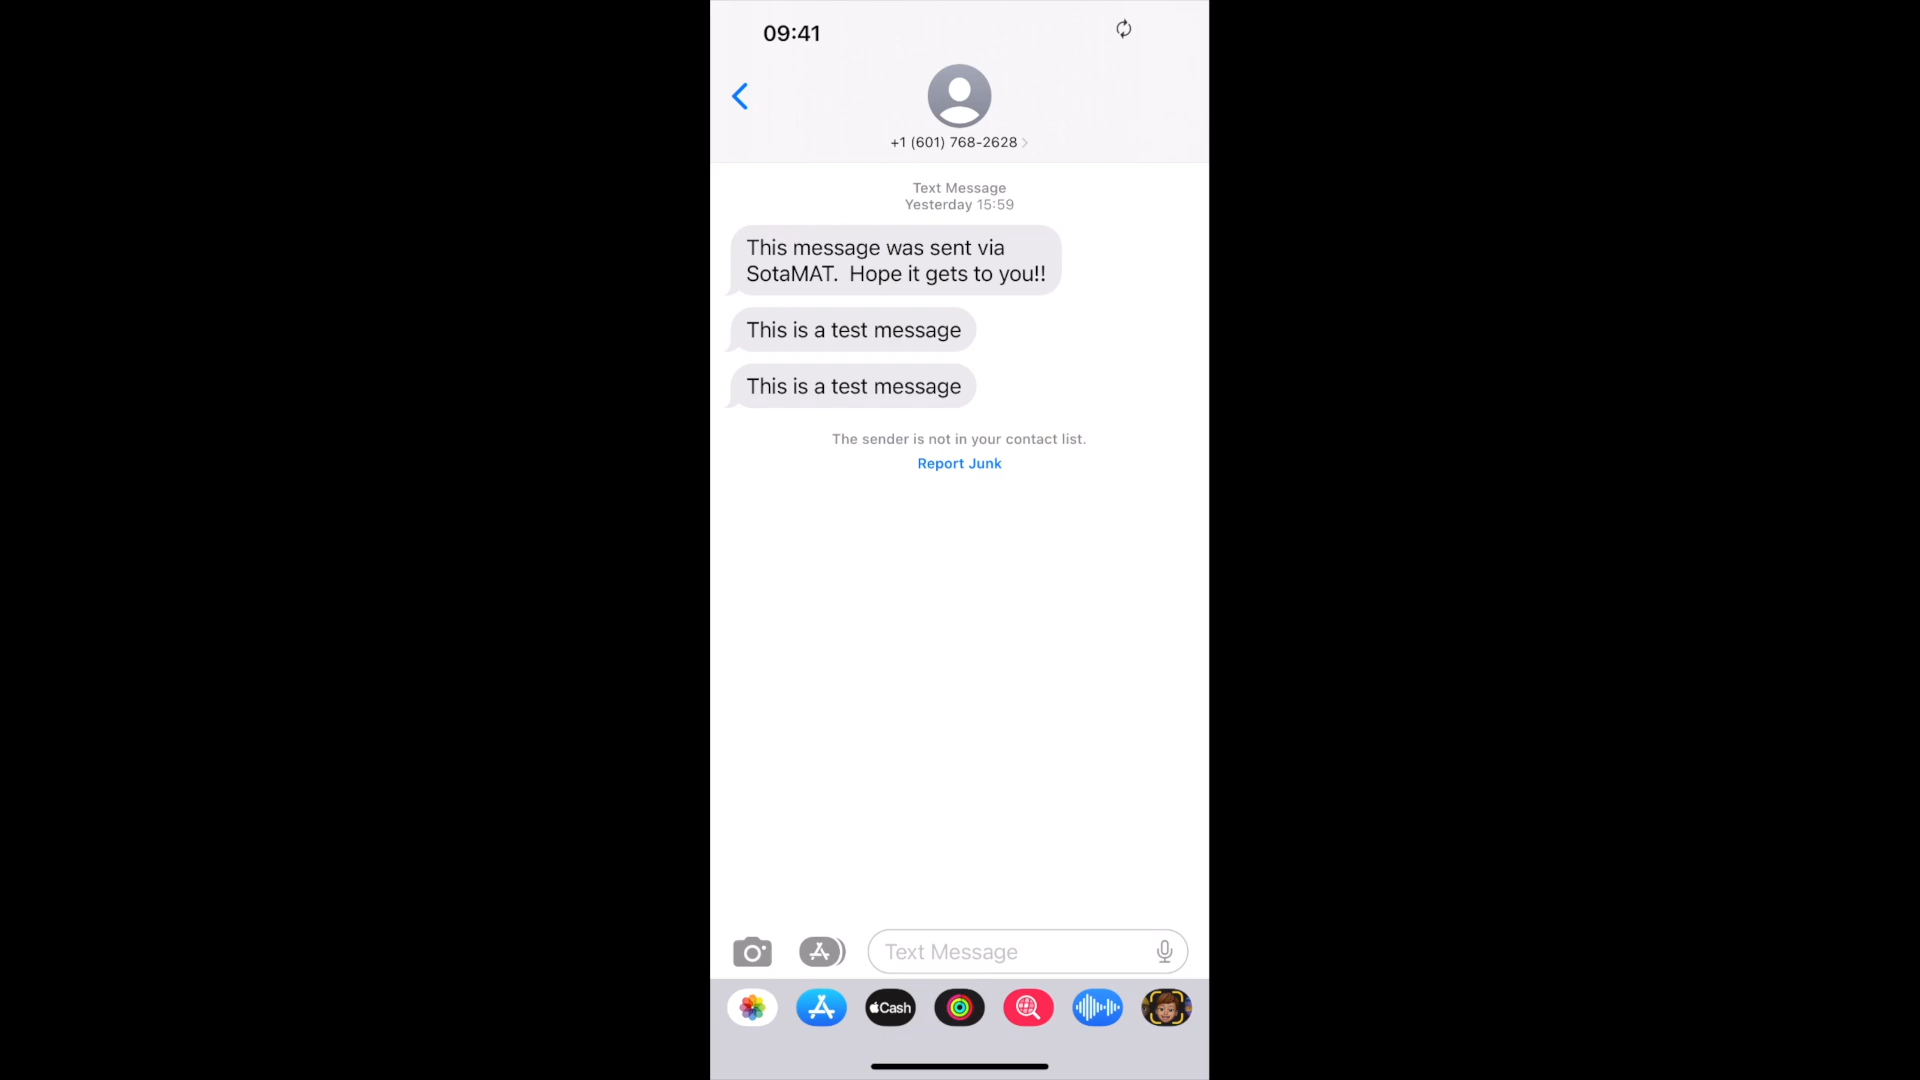 09:41
+1 (601) 768-2628
Text Message
Yesterday 15:59
This message was sent via
SotaMAT.  Hope it gets to you!!
This is a test message
This is a test message
The sender is not in your contact list.
Report Junk
Text Message
Cash